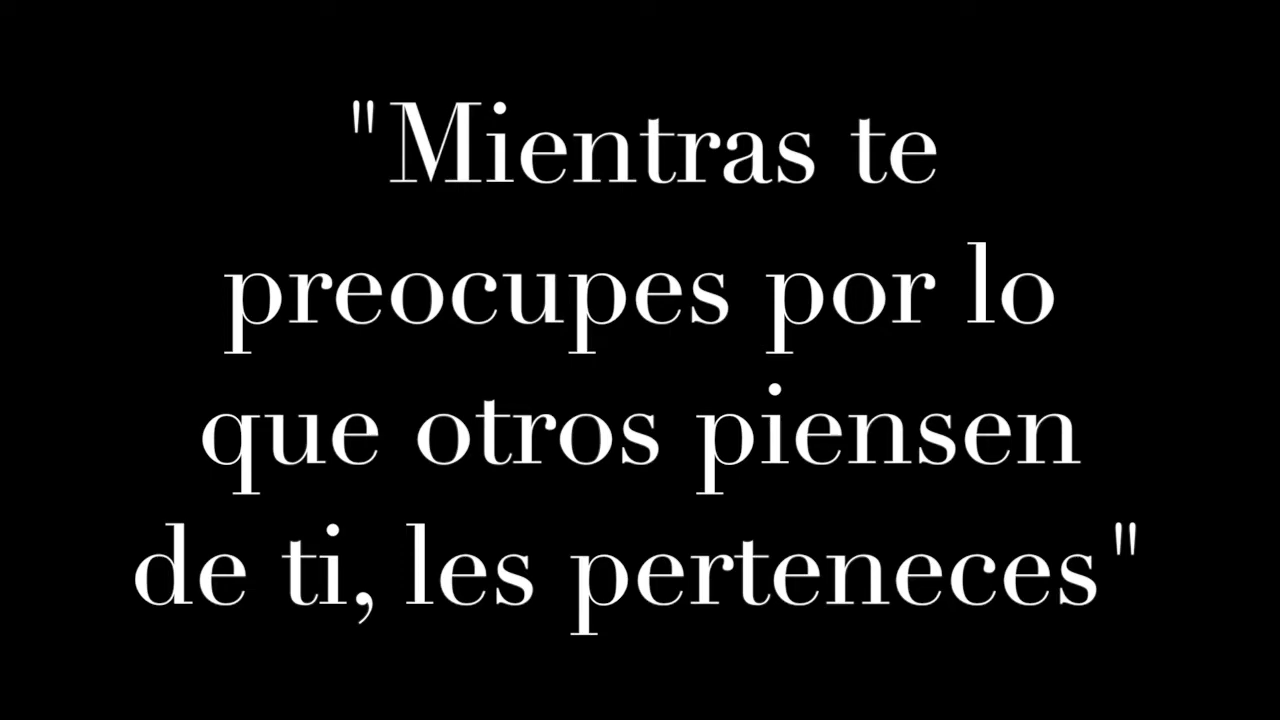 "Mientras te
preocupes por lo
que otros piensen
de ti, les perteneces"